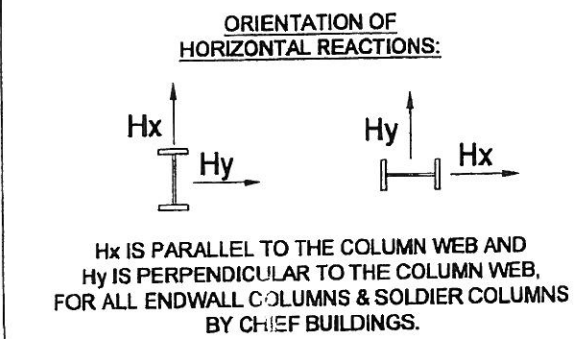 ORIENTATION OF
HORIZONTAL REACTIONS:
Hx
Hy
Hy
Hx
Hx IS PARALLEL TO THE COLUMN WEB AND
Hy IS PERPENDICULAR TO THE COLUMN WEB,
FOR ALL ENDWALL COLUMNS & SOLDIER COLUMNS
BY CHIEF BUILDINGS.